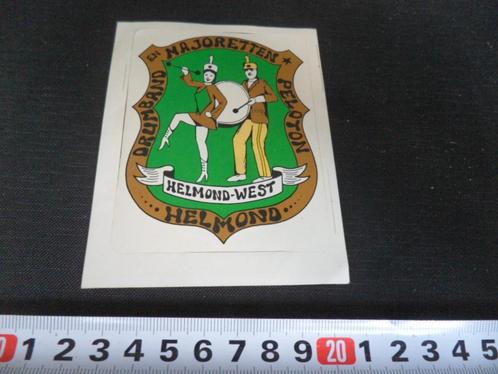 DRUMBAND EN MAJORETTEN * PELOTON
HELMOND-WEST
HELMOND
0 1 2 3 4 5 6 7 8 9 20 1 2 3 4 5